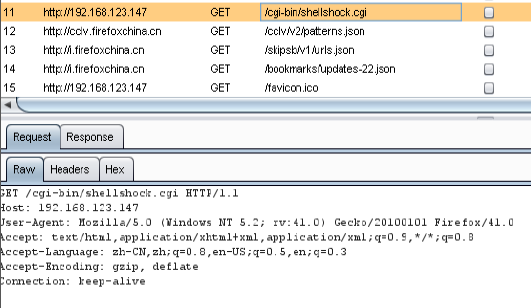 11 http://192.168.123.147 GET /cgi-bin/shellshock.cgi
12 http://cclv.firefoxchina.cn GET /cclv/v2/patterns.json
13 http://i.firefoxchina.cn GET /skipsb/v1/urls.json
14 http://i.firefoxchina.cn GET /bookmarks/updates-22.json
15 http://192.168.123.147 GET /favicon.ico
Request Response
Raw Headers Hex
GET /cgi-bin/shellshock.cgi HTTP/1.1
Host: 192.168.123.147
User-Agent: Mozilla/5.0 (Windows NT 5.2; rv:41.0) Gecko/20100101 Firefox/41.0
Accept: text/html,application/xhtml+xml,application/xml;q=0.9,*/*;q=0.8
Accept-Language: zh-CN,zh;q=0.8,en-US;q=0.5,en;q=0.3
Accept-Encoding: gzip, deflate
Connection: keep-alive